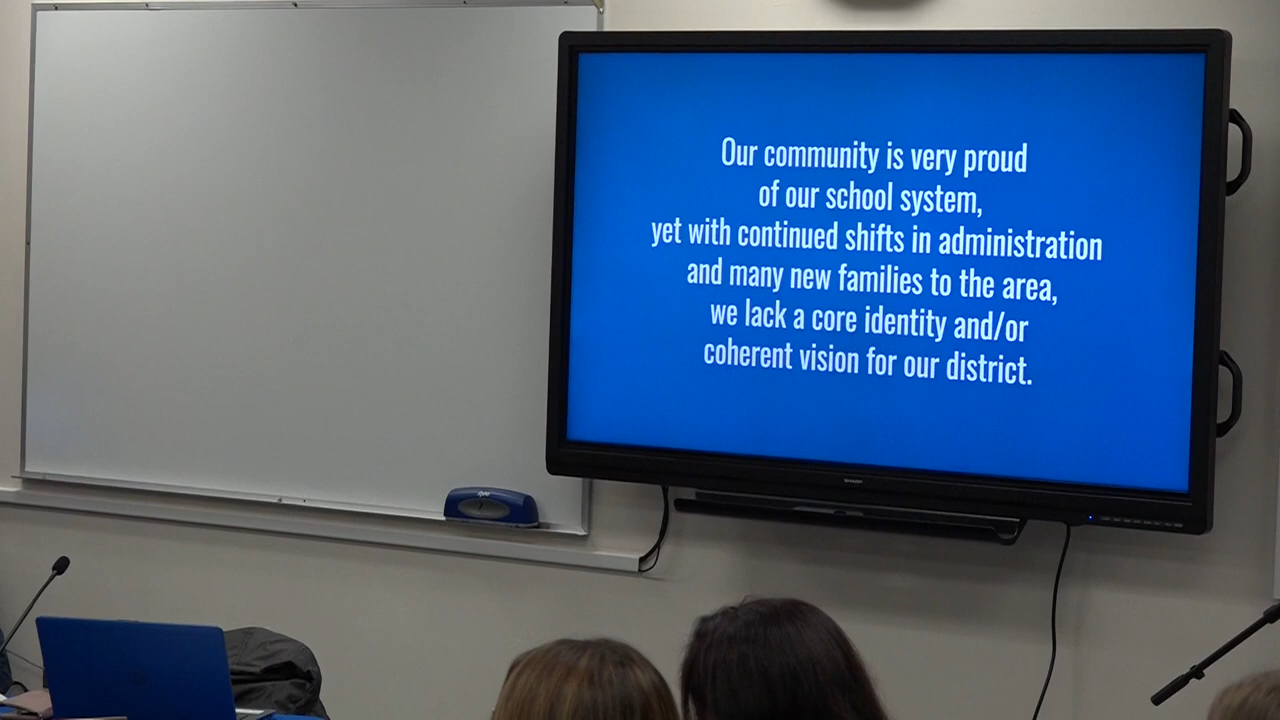 Our community is very proud
of our school system,
yet with continued shifts in administration
and many new families to the area,
we lack a core identity and/or
coherent vision for our district.
SHARP